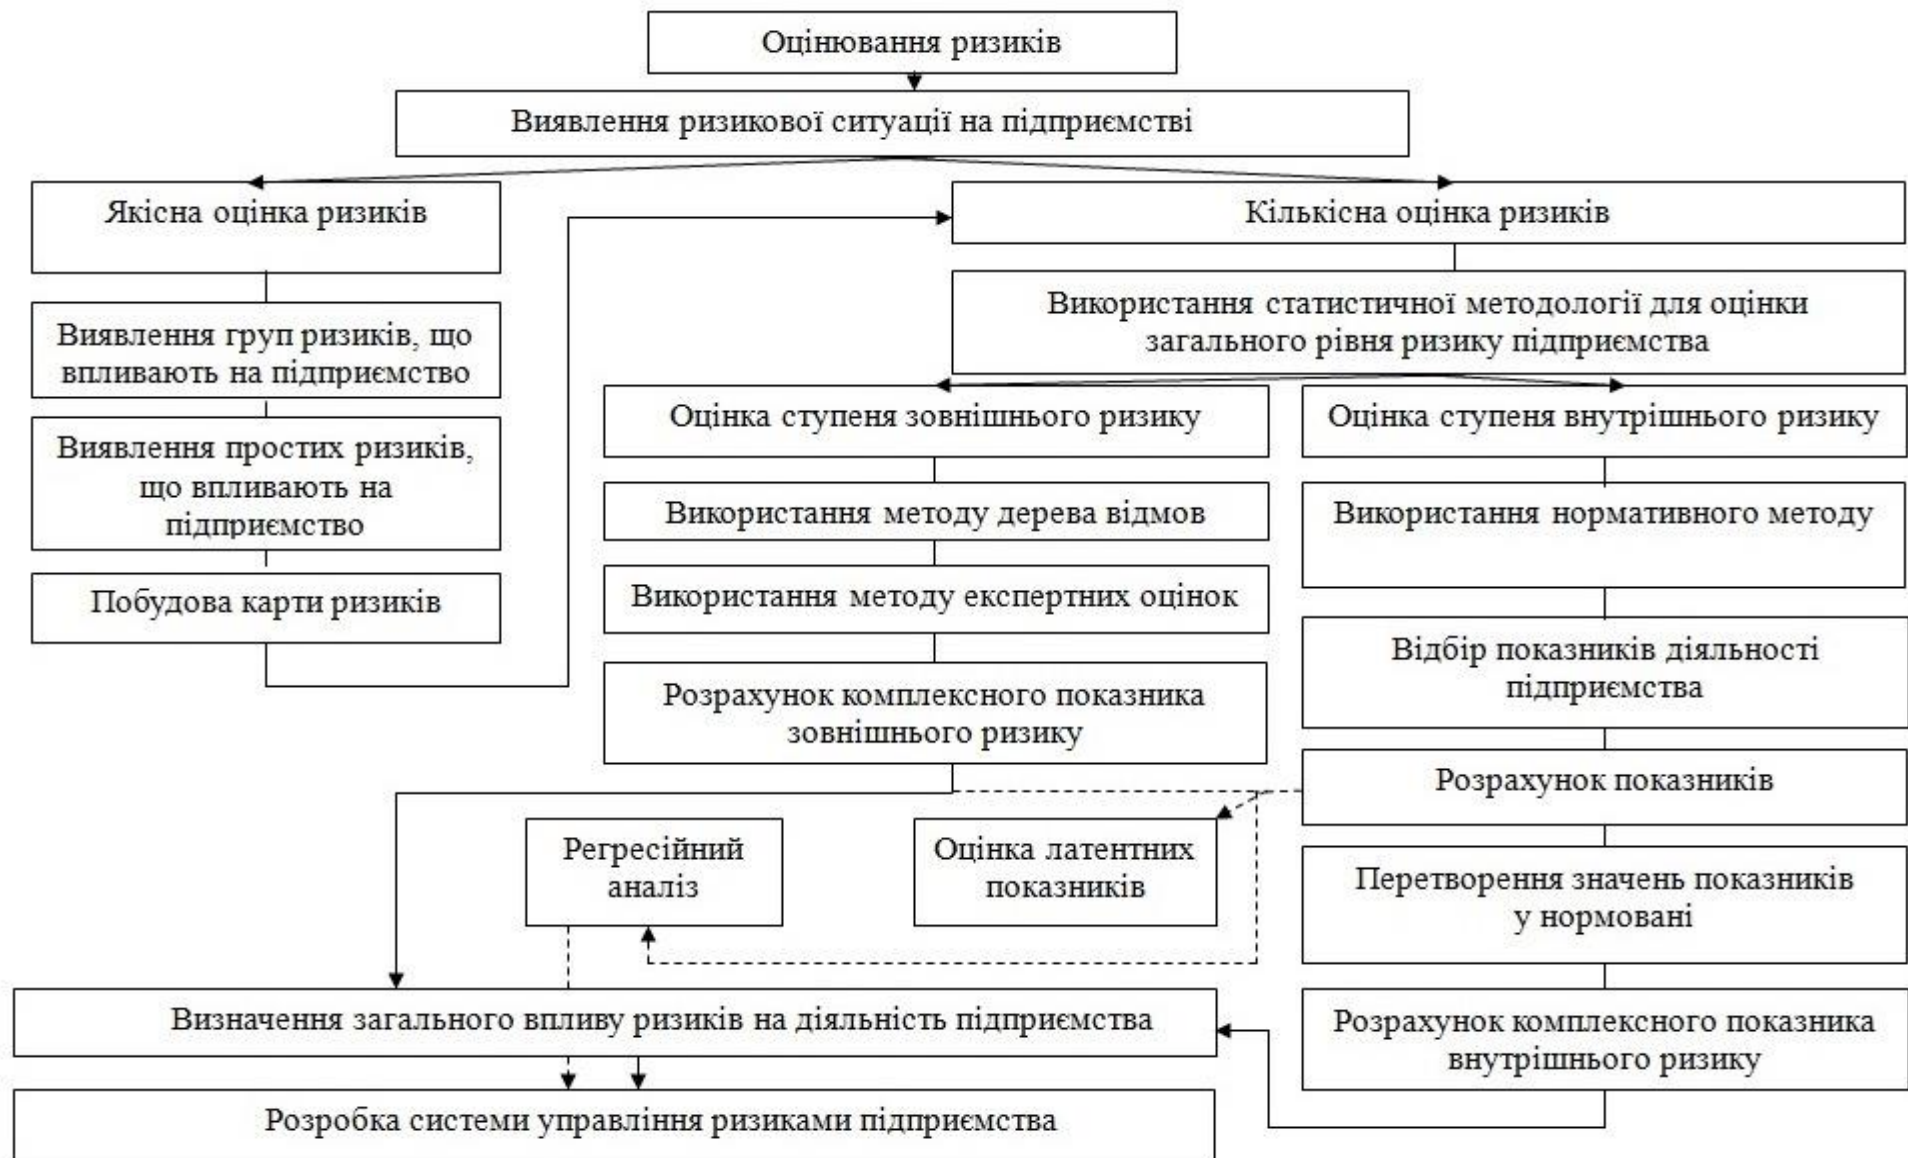 Оцінювання ризиків
Виявлення ризикової ситуації на підприємстві
Якісна оцінка ризиків
Виявлення груп ризиків, що
впливають на підприємство
Виявлення простих ризиків,
що впливають на
підприємство
Побудова карти ризиків
Кількісна оцінка ризиків
Використання статистичної методології для оцінки
загального рівня ризику підприємства
Оцінка ступеня зовнішнього ризику
Використання методу дерева відмов
Використання методу експертних оцінок
Розрахунок комплексного показника
зовнішнього ризику
Оцінка ступеня внутрішнього ризику
Використання нормативного методу
Відбір показників діяльності
підприємства
Розрахунок показників
Перетворення значень показників
у нормовані
Розрахунок комплексного показника
внутрішнього ризику
Регресійний
аналіз
Оцінка латентних
показників
Визначення загального впливу ризиків на діяльність підприємства
Розробка системи управління ризиками підприємства